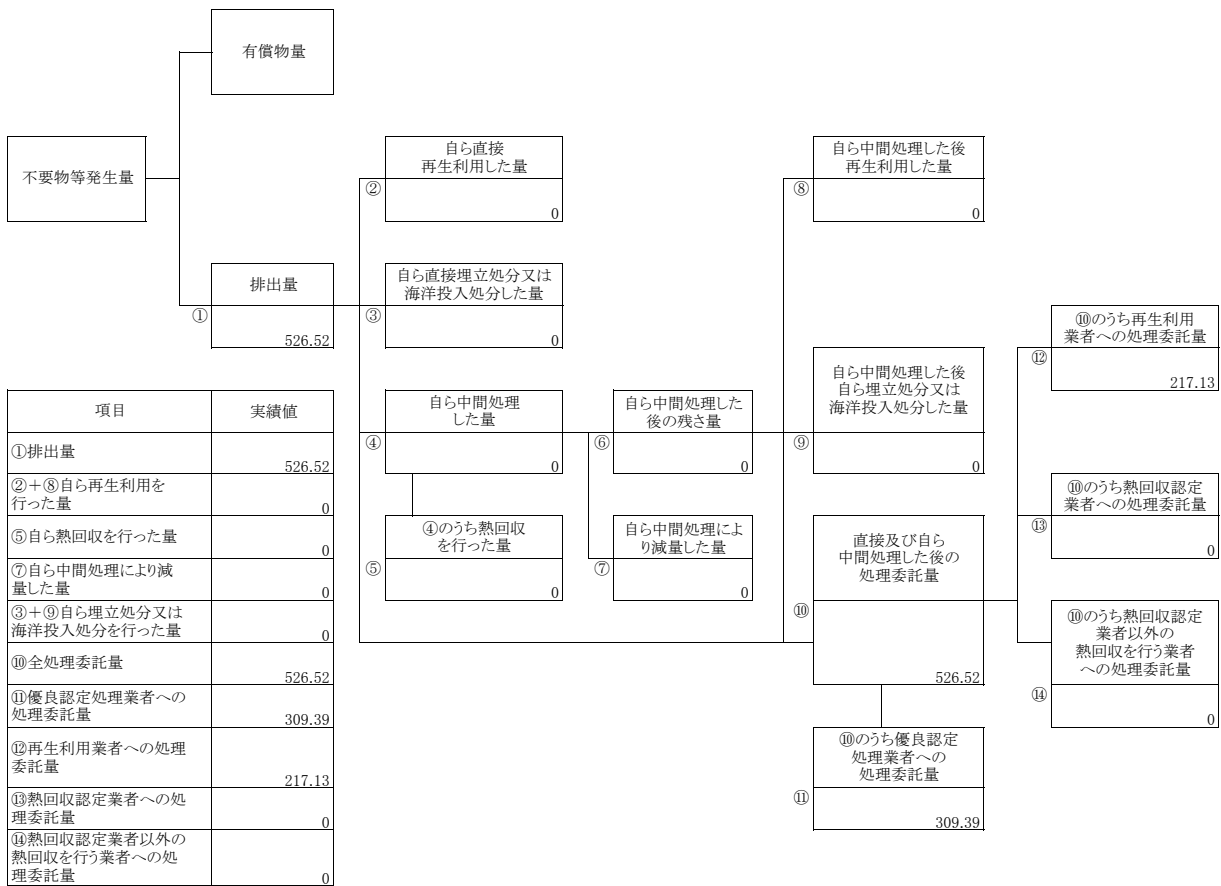 有償物量
不要物等発生量
自ら直接
再生利用した量
②
0
自ら中間処理した後
再生利用した量
⑧
0
排出量
①
526.52
自ら直接埋立処分又は
海洋投入処分した量
③
0
⑩のうち再生利用
業者への処理委託量
⑫
217.13
自ら中間処理
した量
④
0
自ら中間処理した
後の残さ量
⑥
0
自ら中間処理した後
自ら埋立処分又は
海洋投入処分した量
⑨
0
⑩のうち熱回収認定
業者への処理委託量
⑬
0
④のうち熱回収
を行った量
⑤
0
自ら中間処理によ
り減量した量
⑦
0
直接及び自ら
中間処理した後の
処理委託量
⑩
526.52
⑩のうち熱回収認定
業者以外の
熱回収を行う業者
への処理委託量
⑭
0
⑩のうち優良認定
処理業者への
処理委託量
⑪
309.39
項目
実績値
①排出量
526.52
②+⑧自ら再生利用を
行った量
0
⑤自ら熱回収を行った量
0
⑦自ら中間処理により減
量した量
0
③+⑨自ら埋立処分又は
海洋投入処分を行った量
0
⑩全処理委託量
526.52
⑪優良認定処理業者への
処理委託量
309.39
⑫再生利用業者への処理
委託量
217.13
⑬熱回収認定業者への処
理委託量
0
⑭熱回収認定業者以外の
熱回収を行う業者への処
理委託量
0